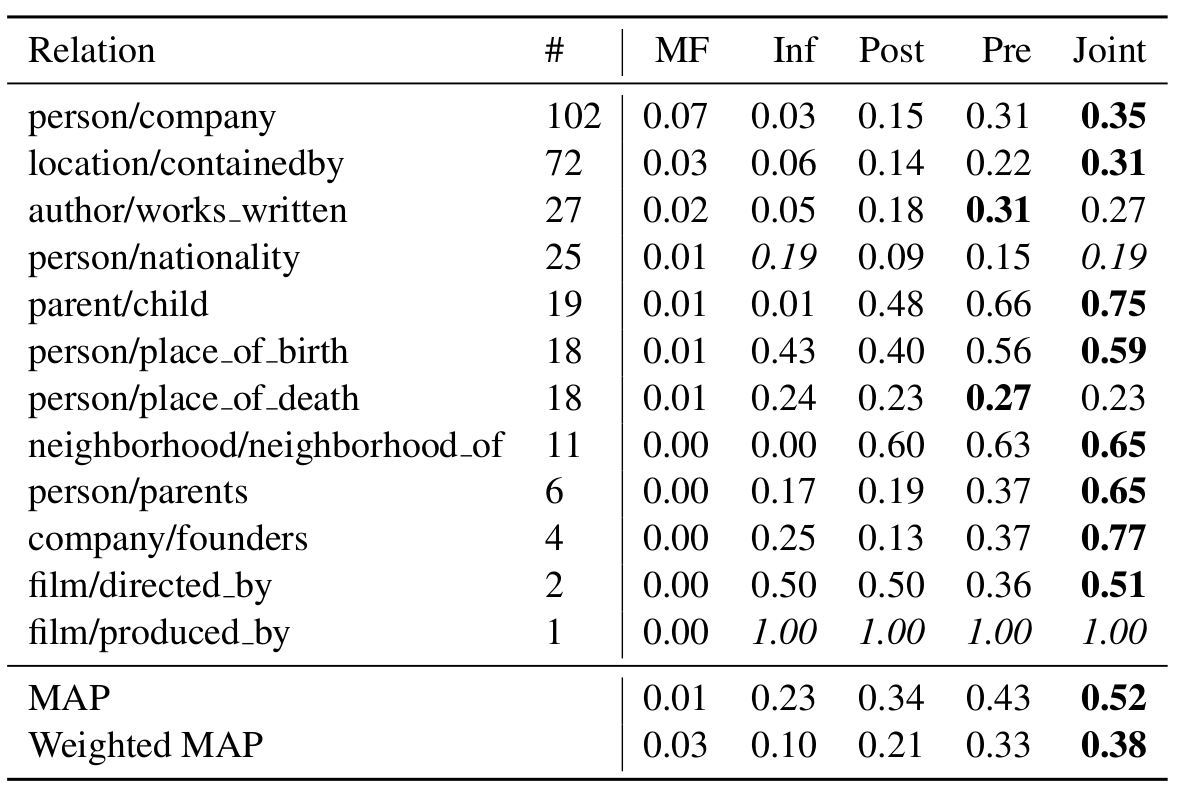 Relation # MF Inf Post Pre Joint
person/company 102 0.07 0.03 0.15 0.31 0.35
location/containedby 72 0.03 0.06 0.14 0.22 0.31
author/works_written 27 0.02 0.05 0.18 0.31 0.27
person/nationality 25 0.01 0.19 0.09 0.15 0.19
parent/child 19 0.01 0.01 0.48 0.66 0.75
person/place_of_birth 18 0.01 0.43 0.40 0.56 0.59
person/place_of_death 18 0.01 0.24 0.23 0.27 0.23
neighborhood/neighborhood_of 11 0.00 0.00 0.60 0.63 0.65
person/parents 6 0.00 0.17 0.19 0.37 0.65
company/founders 4 0.00 0.25 0.13 0.37 0.77
film/directed_by 2 0.00 0.50 0.50 0.36 0.51
film/produced_by 1 0.00 1.00 1.00 1.00 1.00
MAP 0.01 0.23 0.34 0.43 0.52
Weighted MAP 0.03 0.10 0.21 0.33 0.38